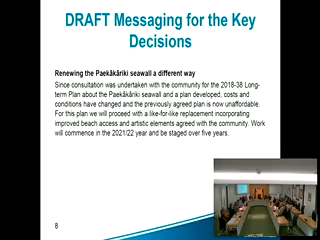 DRAFT Messaging for the Key
Decisions
Renewing the Paekākāriki seawall a different way
Since consultation was undertaken with the community for the 2018-38 Long-
term Plan about the Paekākāriki seawall and a plan developed, costs and
conditions have changed and the previously agreed plan is now unaffordable.
For this plan we will proceed with a like-for-like replacement incorporating
improved beach access and artistic elements agreed with the community. Work
will commence in the 2021/22 year and be staged over five years.
8